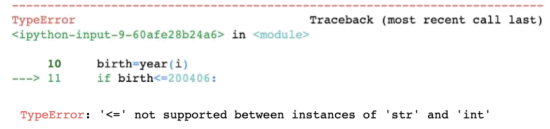 ---------------------------------------------------------------------------
TypeError                                 Traceback (most recent call last)
<ipython-input-9-60afe28b24a6> in <module>
     10     birth=year(i)
---> 11     if birth<=200406:
TypeError: '<=' not supported between instances of 'str' and 'int'